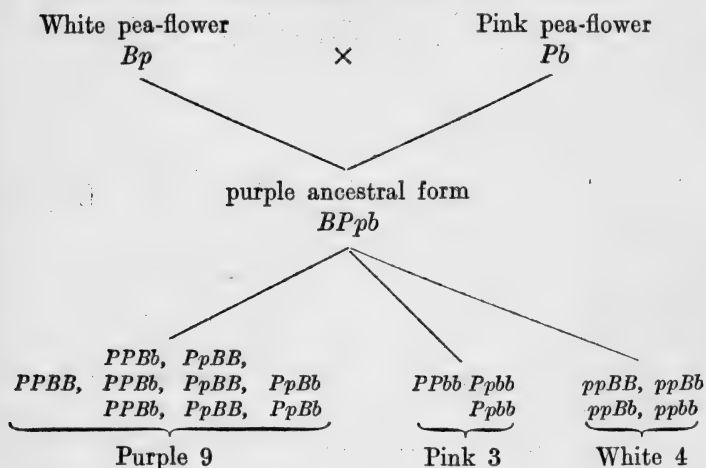 White pea-flower Pink pea-flower
Bp × Pb
purple ancestral form
BPpb
PPBb, PpBB,
PPBB, PPBb, PpBB, PpBb
PPBb, PpBB, PpBb
PPbb Ppbb
Ppbb
ppBB, ppBb
ppBb, ppbb
Purple 9 Pink 3 White 4